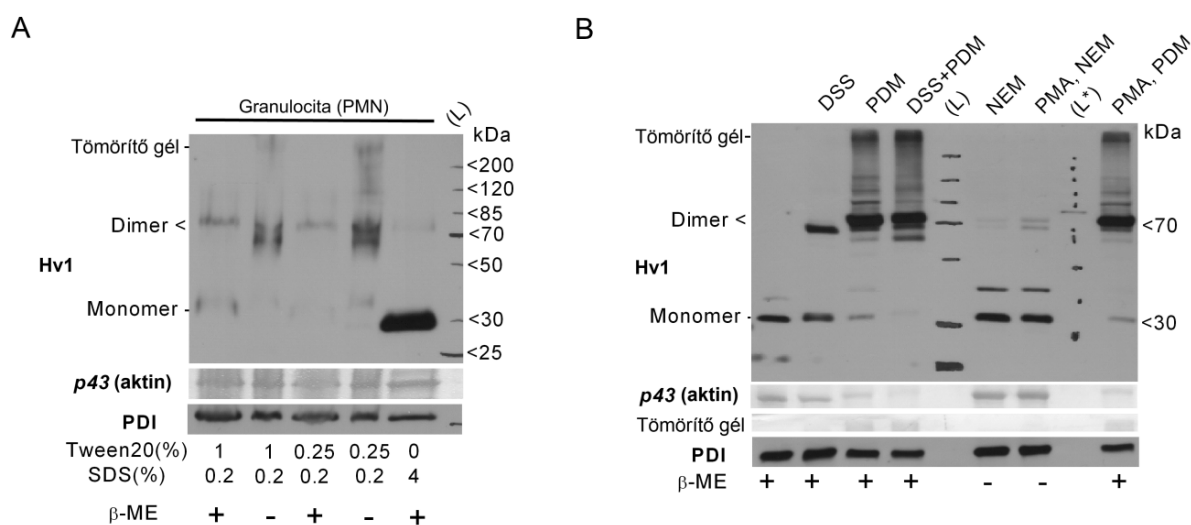 A
Granulocita (PMN)
(L)
kDa
Tömörítő gél-
<200
<120
<85
Dimer <
<70
Hv1
<50
Monomer -
<30
<25
p43 (aktin)
PDI
Tween20(%) 1 1 0.25 0.25 0
SDS(%) 0.2 0.2 0.2 0.2 4
β-ME + - + - +
B
DSS
PDM
DSS+PDM
(L)
NEM
PMA, NEM
(L*)
PMA, PDM
kDa
Tömörítő gél-
Dimer <
<70
Hv1
Monomer -
<30
p43 (aktin)
Tömörítő gél
PDI
β-ME + + + + - - +